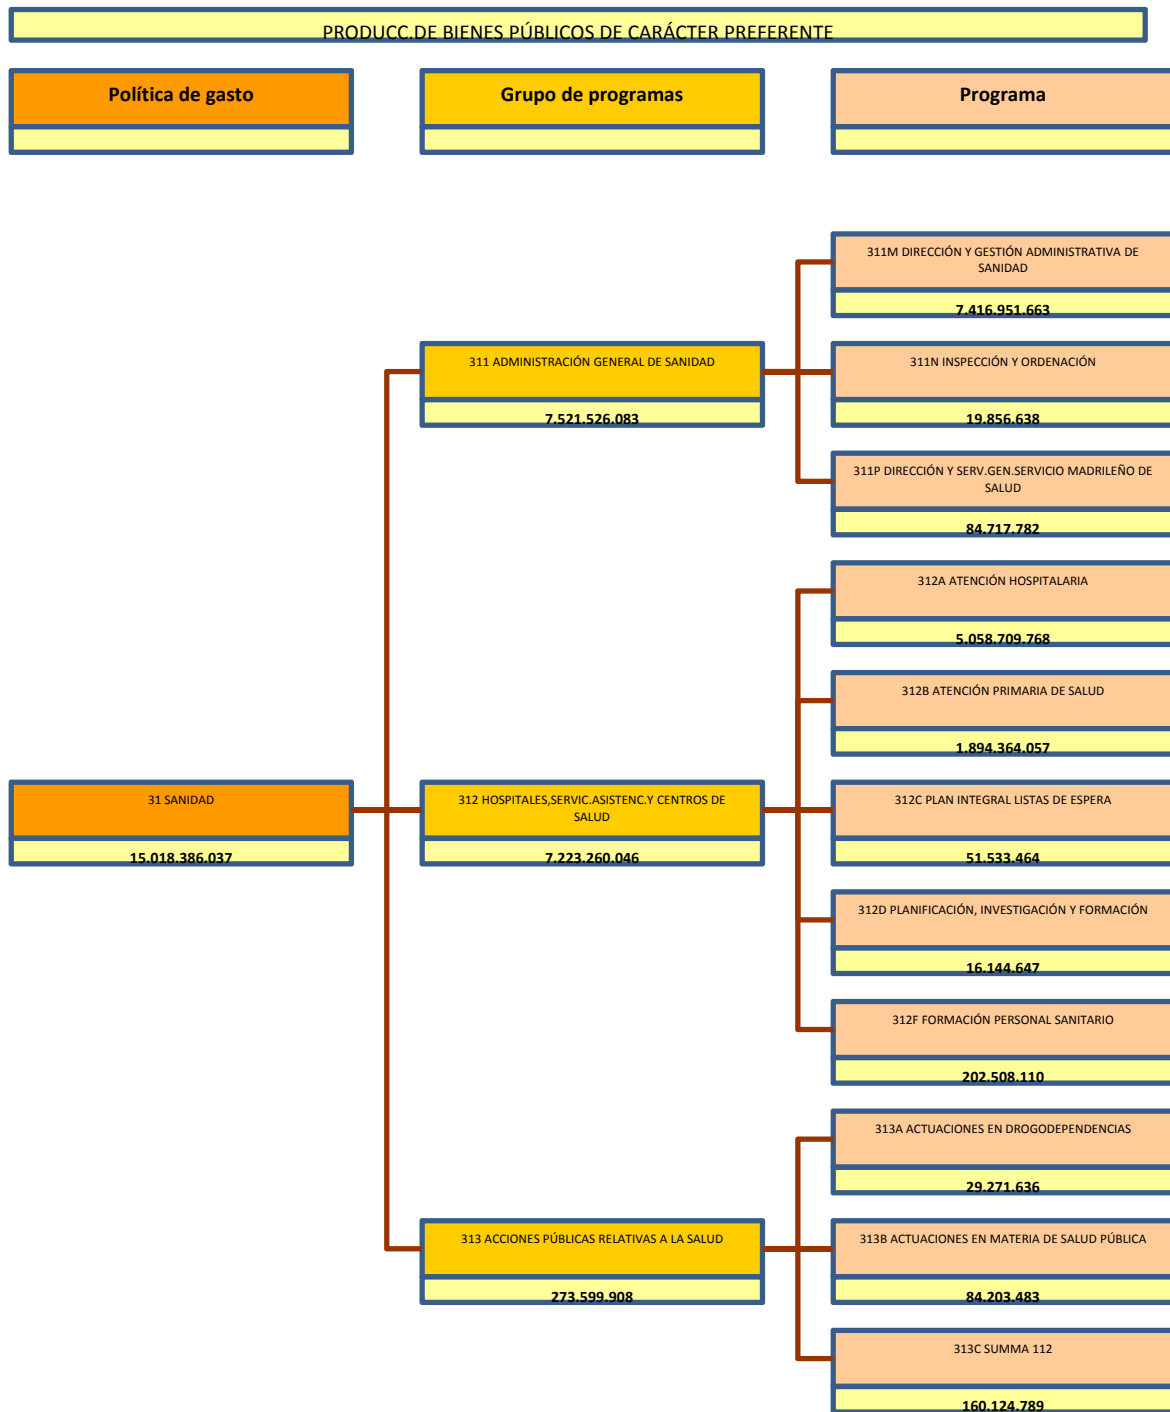 PRODUCC.DE BIENES PÚBLICOS DE CARÁCTER PREFERENTE
Política de gasto
Grupo de programas
Programa
311M DIRECCIÓN Y GESTIÓN ADMINISTRATIVA DE
SANIDAD
7.416.951.663
311 ADMINISTRACIÓN GENERAL DE SANIDAD
7.521.526.083
311N INSPECCIÓN Y ORDENACIÓN
19.856.638
311P DIRECCIÓN Y SERV.GEN.SERVICIO MADRILEÑO DE
SALUD
84.717.782
312A ATENCIÓN HOSPITALARIA
5.058.709.768
312B ATENCIÓN PRIMARIA DE SALUD
1.894.364.057
31 SANIDAD
15.018.386.037
312 HOSPITALES,SERVIC.ASISTENC.Y CENTROS DE
SALUD
7.223.260.046
312C PLAN INTEGRAL LISTAS DE ESPERA
51.533.464
312D PLANIFICACIÓN, INVESTIGACIÓN Y FORMACIÓN
16.144.647
312F FORMACIÓN PERSONAL SANITARIO
202.508.110
313A ACTUACIONES EN DROGODEPENDENCIAS
29.271.636
313 ACCIONES PÚBLICAS RELATIVAS A LA SALUD
273.599.908
313B ACTUACIONES EN MATERIA DE SALUD PÚBLICA
84.203.483
313C SUMMA 112
160.124.789